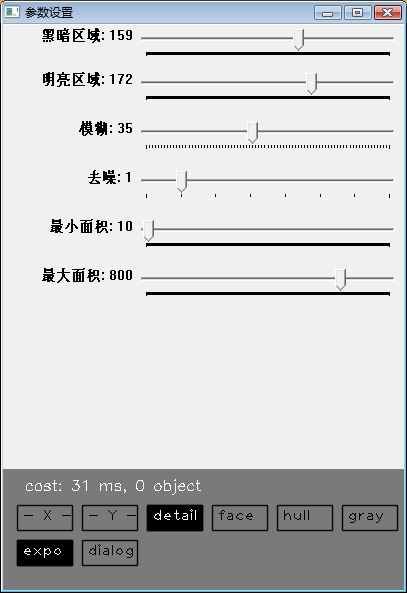 参数设置
黑暗区域: 159
明亮区域: 172
模糊: 35
去噪: 1
最小面积: 10
最大面积: 800
cost: 31 ms, 0 object
- X - - Y - detail face hull gray
expo dialog